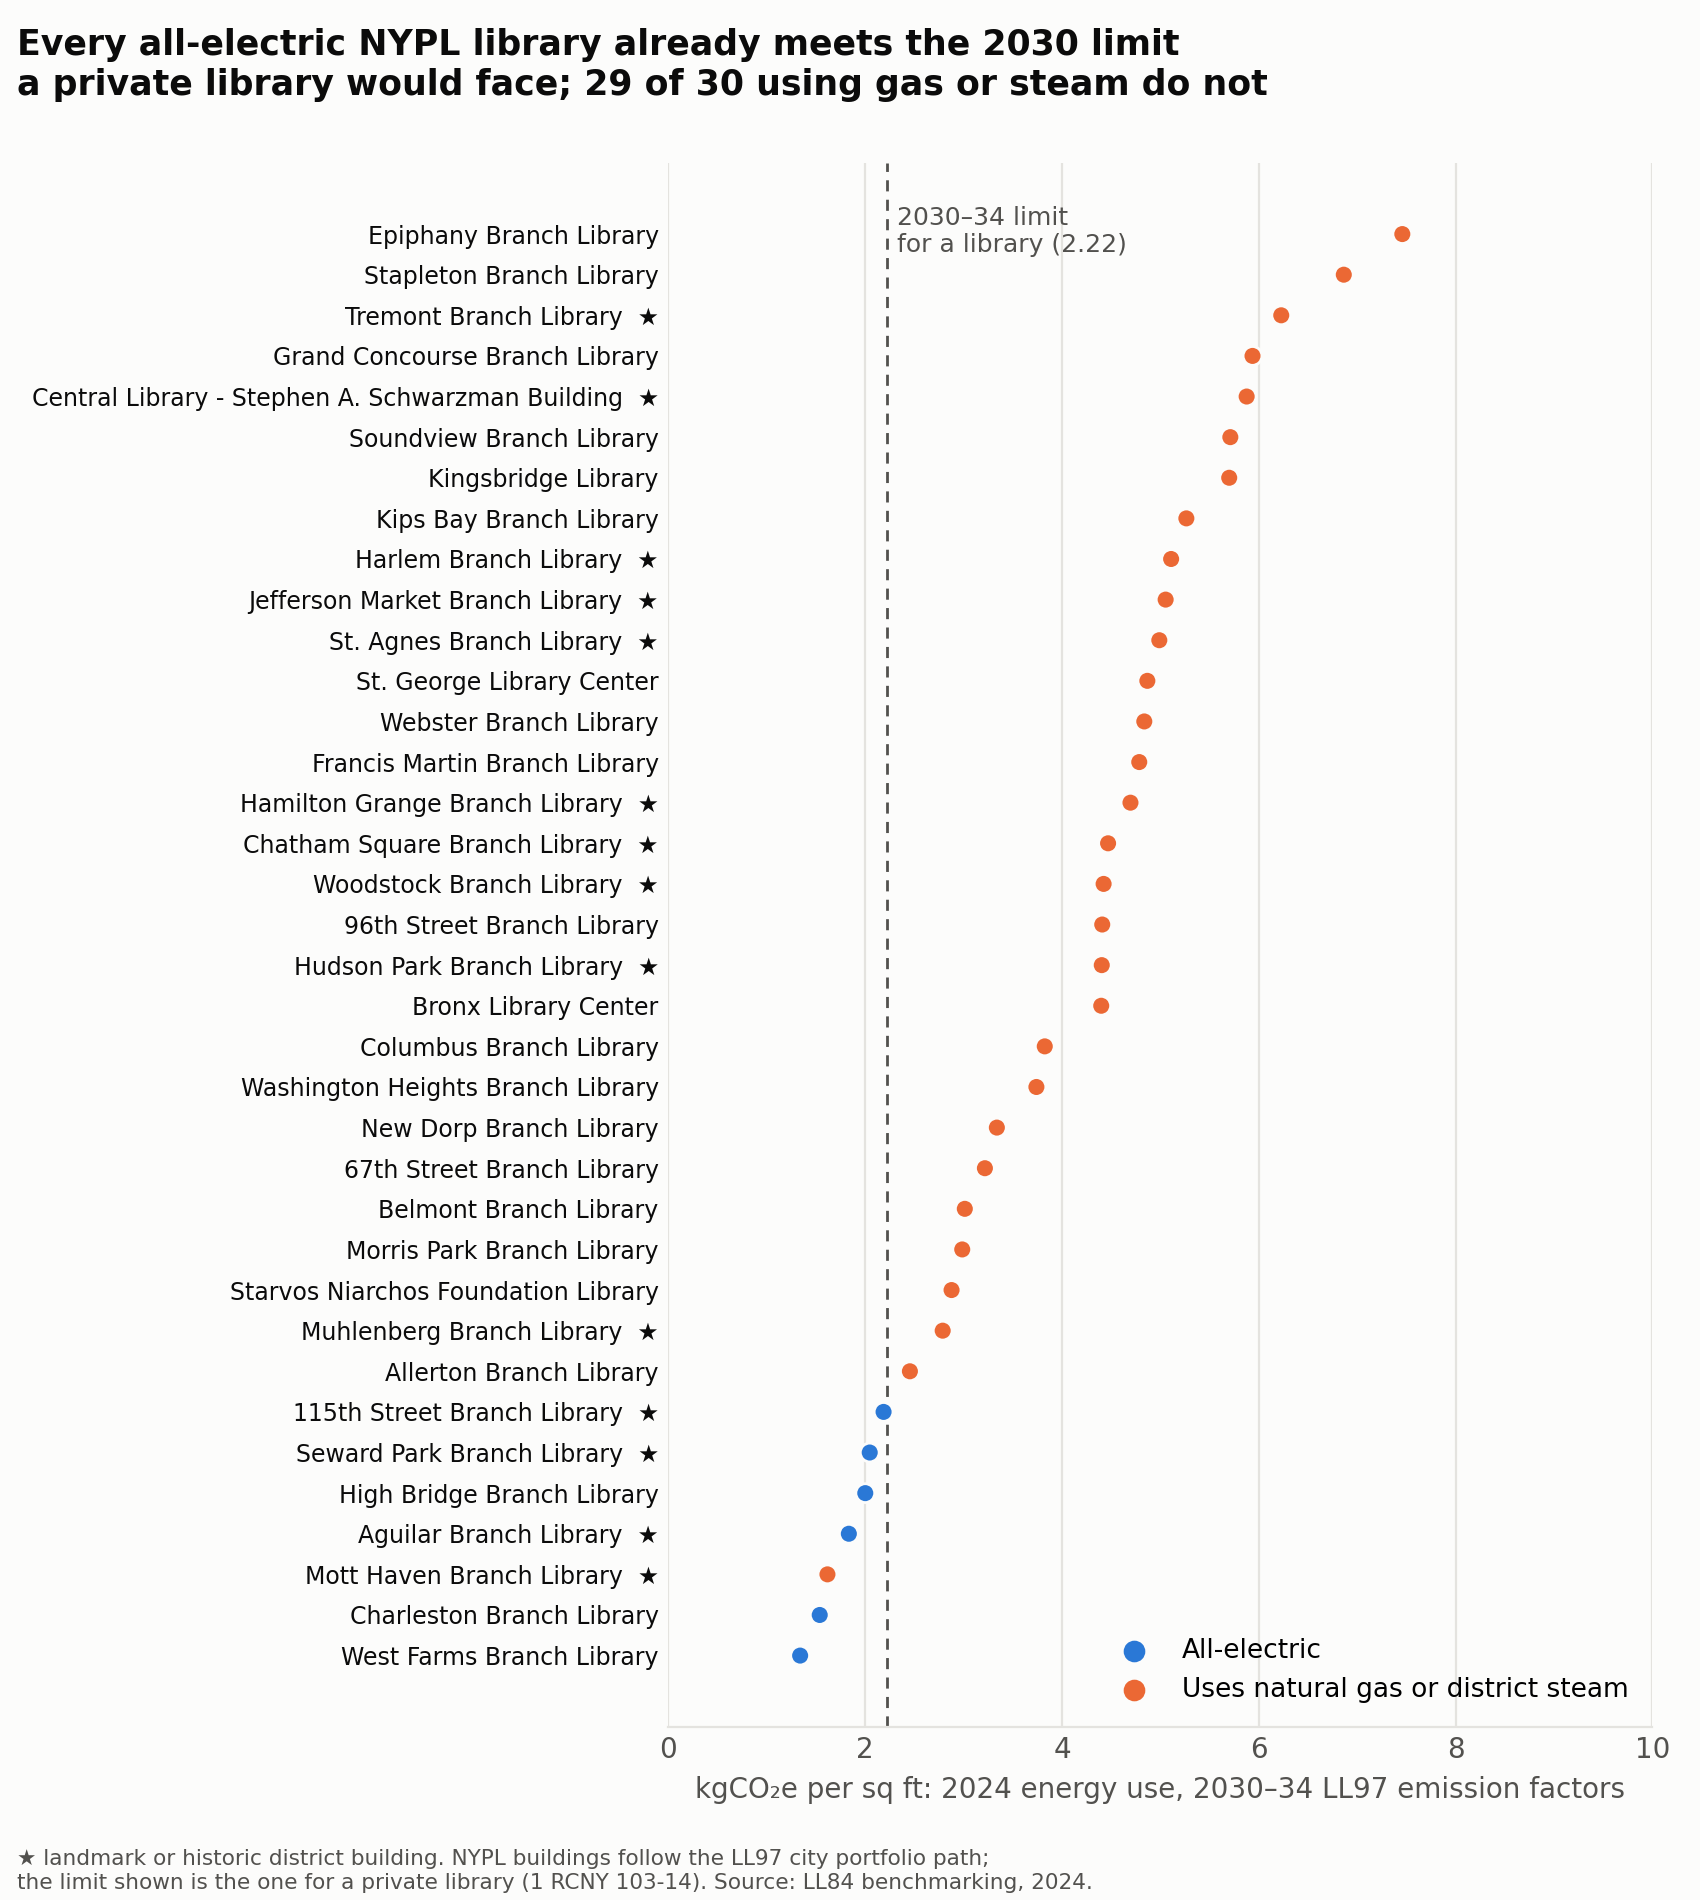 Every all-electric NYPL library already meets the 2030 limit
a private library would face; 29 of 30 using gas or steam do not
2030–34 limit
for a library (2.22)
Epiphany Branch Library
Stapleton Branch Library
Tremont Branch Library ★
Grand Concourse Branch Library
Central Library - Stephen A. Schwarzman Building ★
Soundview Branch Library
Kingsbridge Library
Kips Bay Branch Library
Harlem Branch Library ★
Jefferson Market Branch Library ★
St. Agnes Branch Library ★
St. George Library Center
Webster Branch Library
Francis Martin Branch Library
Hamilton Grange Branch Library ★
Chatham Square Branch Library ★
Woodstock Branch Library ★
96th Street Branch Library
Hudson Park Branch Library ★
Bronx Library Center
Columbus Branch Library
Washington Heights Branch Library
New Dorp Branch Library
67th Street Branch Library
Belmont Branch Library
Morris Park Branch Library
Starvos Niarchos Foundation Library
Muhlenberg Branch Library ★
Allerton Branch Library
115th Street Branch Library ★
Seward Park Branch Library ★
High Bridge Branch Library
Aguilar Branch Library ★
Mott Haven Branch Library ★
Charleston Branch Library
West Farms Branch Library
All-electric
Uses natural gas or district steam
0 2 4 6 8 10
kgCO₂e per sq ft: 2024 energy use, 2030–34 LL97 emission factors
★ landmark or historic district building. NYPL buildings follow the LL97 city portfolio path;
the limit shown is the one for a private library (1 RCNY 103-14). Source: LL84 benchmarking, 2024.